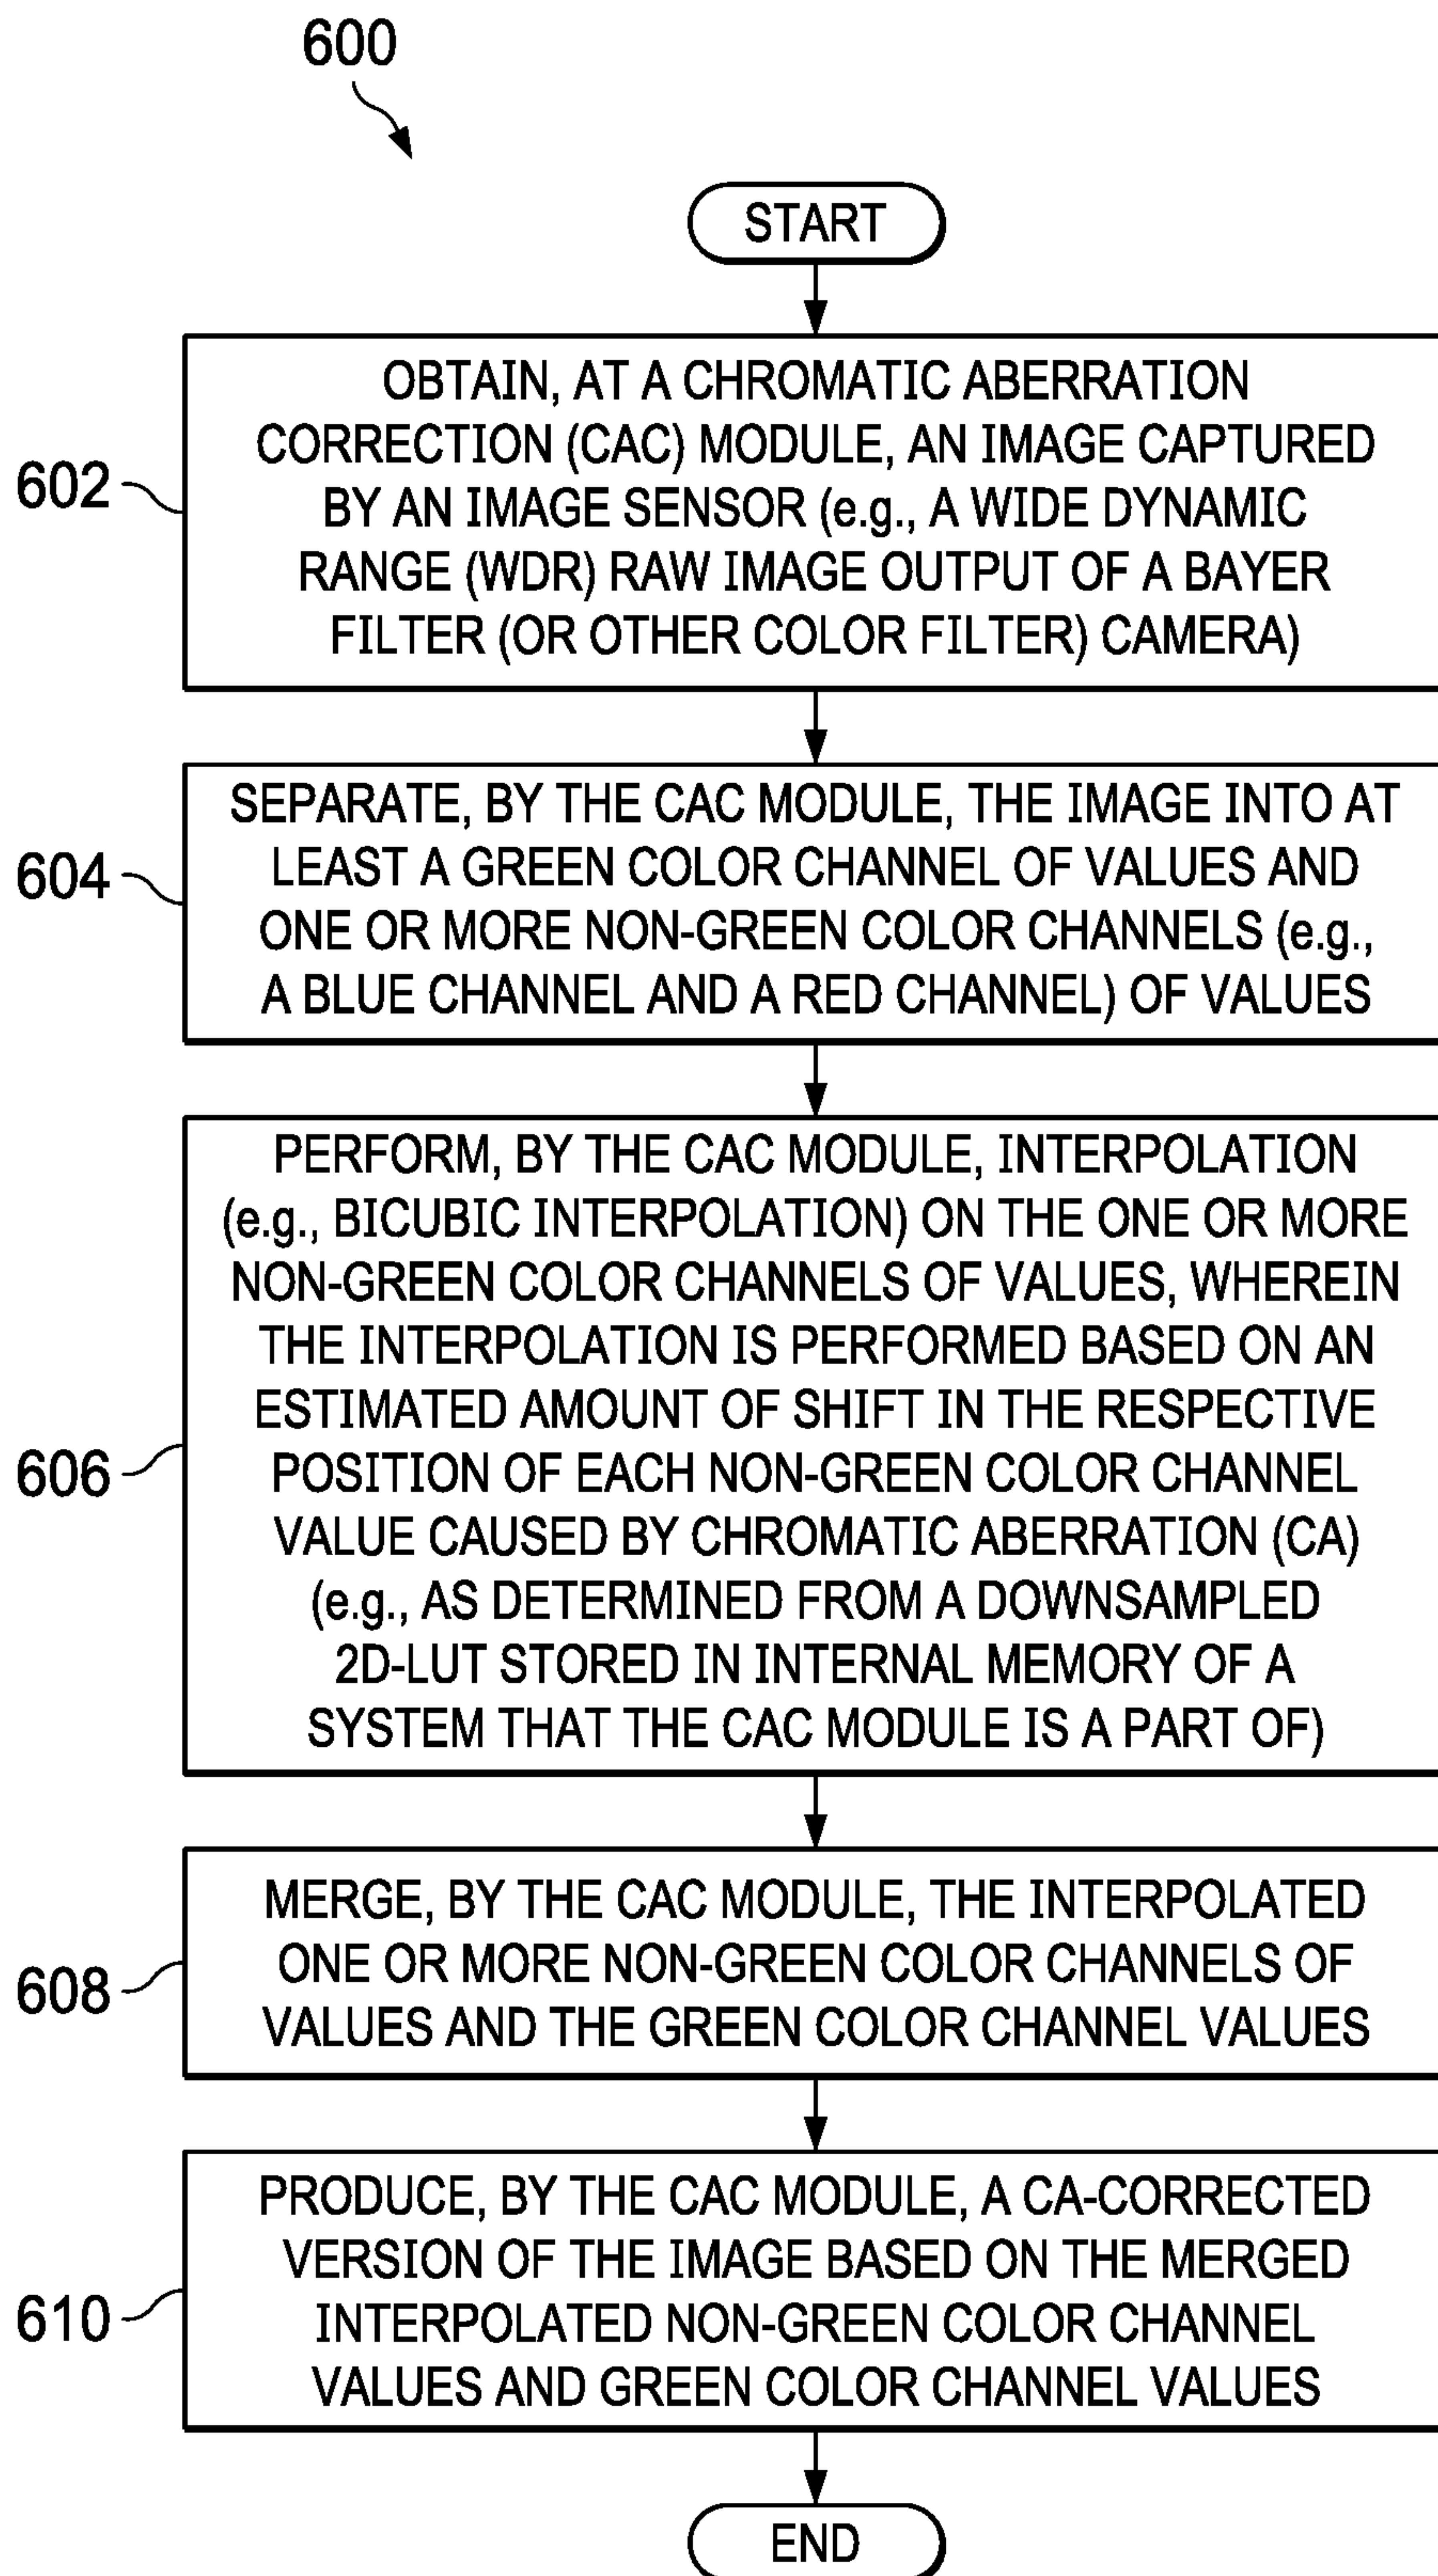 600
START
602
OBTAIN, AT A CHROMATIC ABERRATION
CORRECTION (CAC) MODULE, AN IMAGE CAPTURED
BY AN IMAGE SENSOR (e.g., A WIDE DYNAMIC
RANGE (WDR) RAW IMAGE OUTPUT OF A BAYER
FILTER (OR OTHER COLOR FILTER) CAMERA)
604
SEPARATE, BY THE CAC MODULE, THE IMAGE INTO AT
LEAST A GREEN COLOR CHANNEL OF VALUES AND
ONE OR MORE NON-GREEN COLOR CHANNELS (e.g.,
A BLUE CHANNEL AND A RED CHANNEL) OF VALUES
606
PERFORM, BY THE CAC MODULE, INTERPOLATION
(e.g., BICUBIC INTERPOLATION) ON THE ONE OR MORE
NON-GREEN COLOR CHANNELS OF VALUES, WHEREIN
THE INTERPOLATION IS PERFORMED BASED ON AN
ESTIMATED AMOUNT OF SHIFT IN THE RESPECTIVE
POSITION OF EACH NON-GREEN COLOR CHANNEL
VALUE CAUSED BY CHROMATIC ABERRATION (CA)
(e.g., AS DETERMINED FROM A DOWNSAMPLED
2D-LUT STORED IN INTERNAL MEMORY OF A
SYSTEM THAT THE CAC MODULE IS A PART OF)
608
MERGE, BY THE CAC MODULE, THE INTERPOLATED
ONE OR MORE NON-GREEN COLOR CHANNELS OF
VALUES AND THE GREEN COLOR CHANNEL VALUES
610
PRODUCE, BY THE CAC MODULE, A CA-CORRECTED
VERSION OF THE IMAGE BASED ON THE MERGED
INTERPOLATED NON-GREEN COLOR CHANNEL
VALUES AND GREEN COLOR CHANNEL VALUES
END